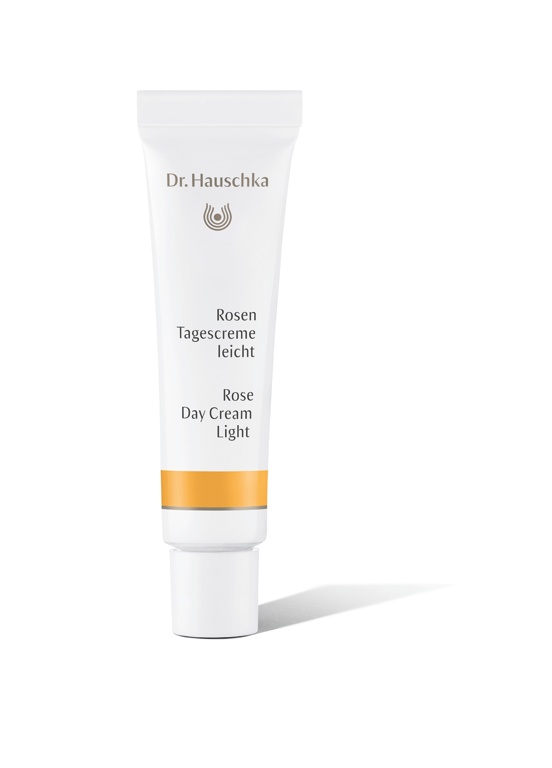 Dr. Hauschka
Rosen
Tagescreme
leicht
Rose
Day Cream
Light